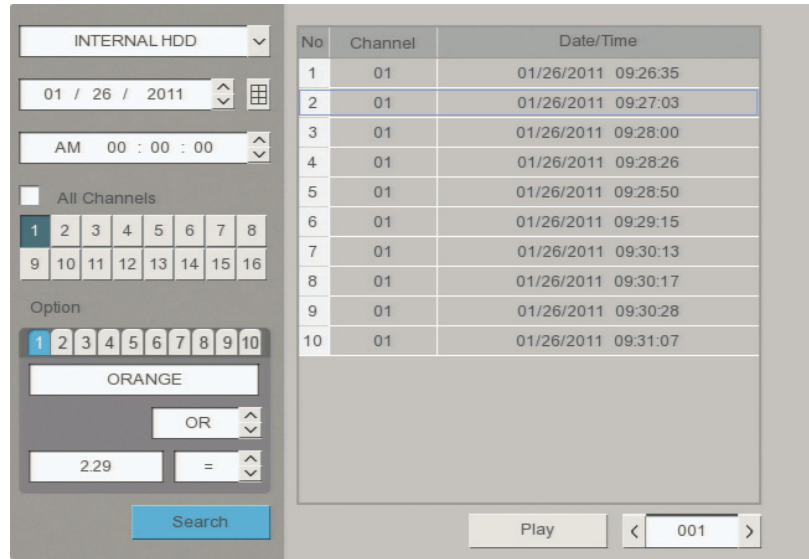 INTERNAL HDD
01 / 26 / 2011
AM 00 : 00 : 00
All Channels
1 2 3 4 5 6 7 8
9 10 11 12 13 14 15 16
Option
1 2 3 4 5 6 7 8 9 10
ORANGE
OR
2.29 =
Search
No Channel Date/Time
1 01 01/26/2011 09:26:35
2 01 01/26/2011 09:27:03
3 01 01/26/2011 09:28:00
4 01 01/26/2011 09:28:26
5 01 01/26/2011 09:28:50
6 01 01/26/2011 09:29:15
7 01 01/26/2011 09:30:13
8 01 01/26/2011 09:30:17
9 01 01/26/2011 09:30:28
10 01 01/26/2011 09:31:07
Play < 001 >